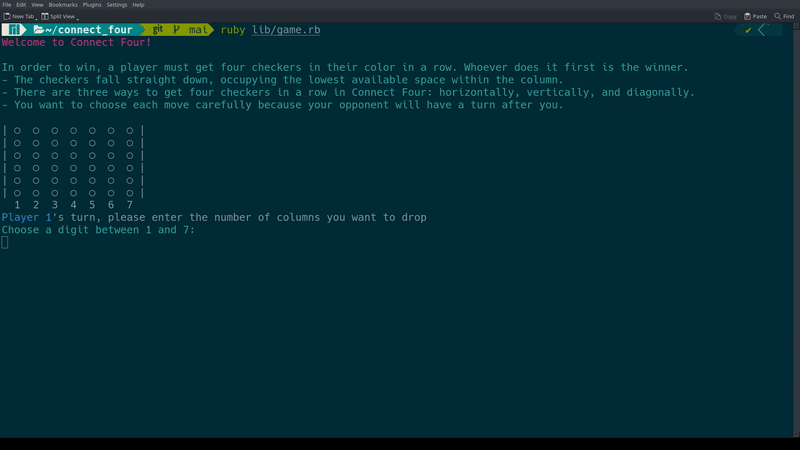 File Edit View Bookmarks Plugins Settings Help
New Tab Split View Copy Paste Find
~/connect_four git mai ruby lib/game.rb
Welcome to Connect Four!
In order to win, a player must get four checkers in their color in a row. Whoever does it first is the winner.
- The checkers fall straight down, occupying the lowest available space within the column.
- There are three ways to get four checkers in a row in Connect Four: horizontally, vertically, and diagonally.
- You want to choose each move carefully because your opponent will have a turn after you.
| ○ ○ ○ ○ ○ ○ ○ |
| ○ ○ ○ ○ ○ ○ ○ |
| ○ ○ ○ ○ ○ ○ ○ |
| ○ ○ ○ ○ ○ ○ ○ |
| ○ ○ ○ ○ ○ ○ ○ |
| ○ ○ ○ ○ ○ ○ ○ |
1 2 3 4 5 6 7
Player 1's turn, please enter the number of columns you want to drop
Choose a digit between 1 and 7: